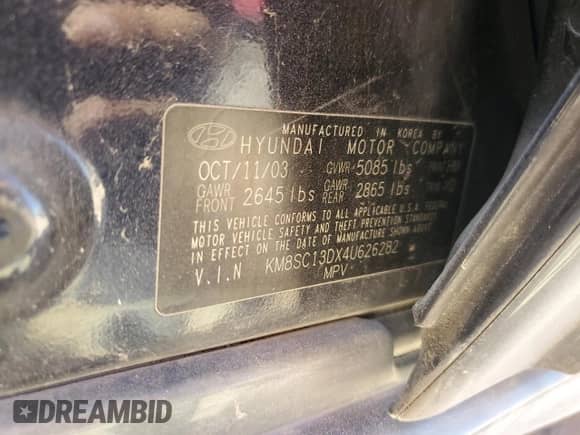 MANUFACTURED IN KOREA BY
HYUNDAI MOTOR COMPANY
OCT/11/03 GVWR 5085 lbs
GAWR FRONT 2645 lbs GAWR REAR 2865 lbs
THIS VEHICLE CONFORMS TO ALL APPLICABLE U.S.A. FEDERAL
MOTOR VEHICLE SAFETY AND THEFT PREVENTION STANDARDS
IN EFFECT ON THE DATE OF MANUFACTURE SHOWN ABOVE.
V.I.N KM8SC13DX4U626282
MPV
DREAMBID